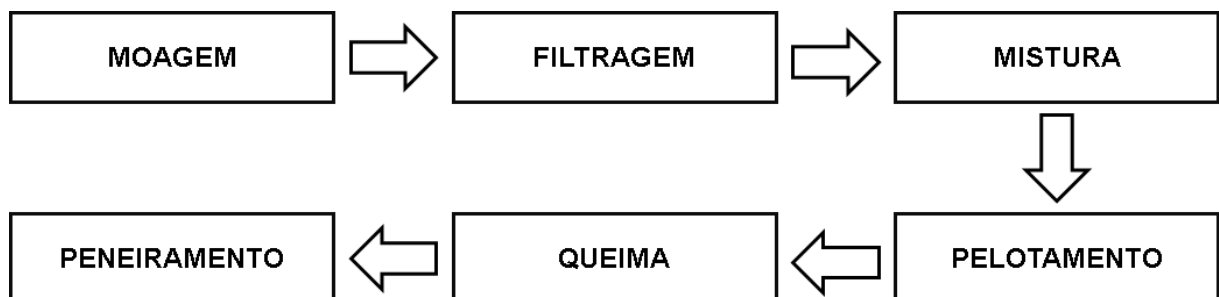 MOAGEM
FILTRAGEM
MISTURA
PELOTAMENTO
QUEIMA
PENEIRAMENTO